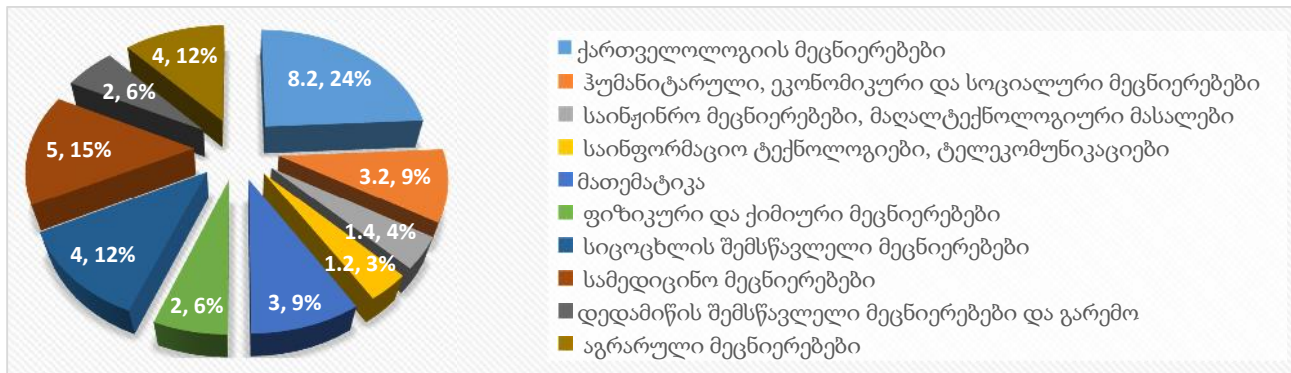 4, 12%
8.2, 24%
2, 6%
5, 15%
3.2, 9%
1.4, 4%
4, 12%
1.2, 3%
2, 6%
3, 9%
ქართველოლოგიის მეცნიერებები
ჰუმანიტარული, ეკონომიკური და სოციალური მეცნიერებები
საინჟინრო მეცნიერებები, მაღალტექნოლოგიური მასალები
საინფორმაციო ტექნოლოგიები, ტელეკომუნიკაციები
მათემატიკა
ფიზიკური და ქიმიური მეცნიერებები
სიცოცხლის შემსწავლელი მეცნიერებები
სამედიცინო მეცნიერებები
დედამიწის შემსწავლელი მეცნიერებები და გარემო
აგრარული მეცნიერებები